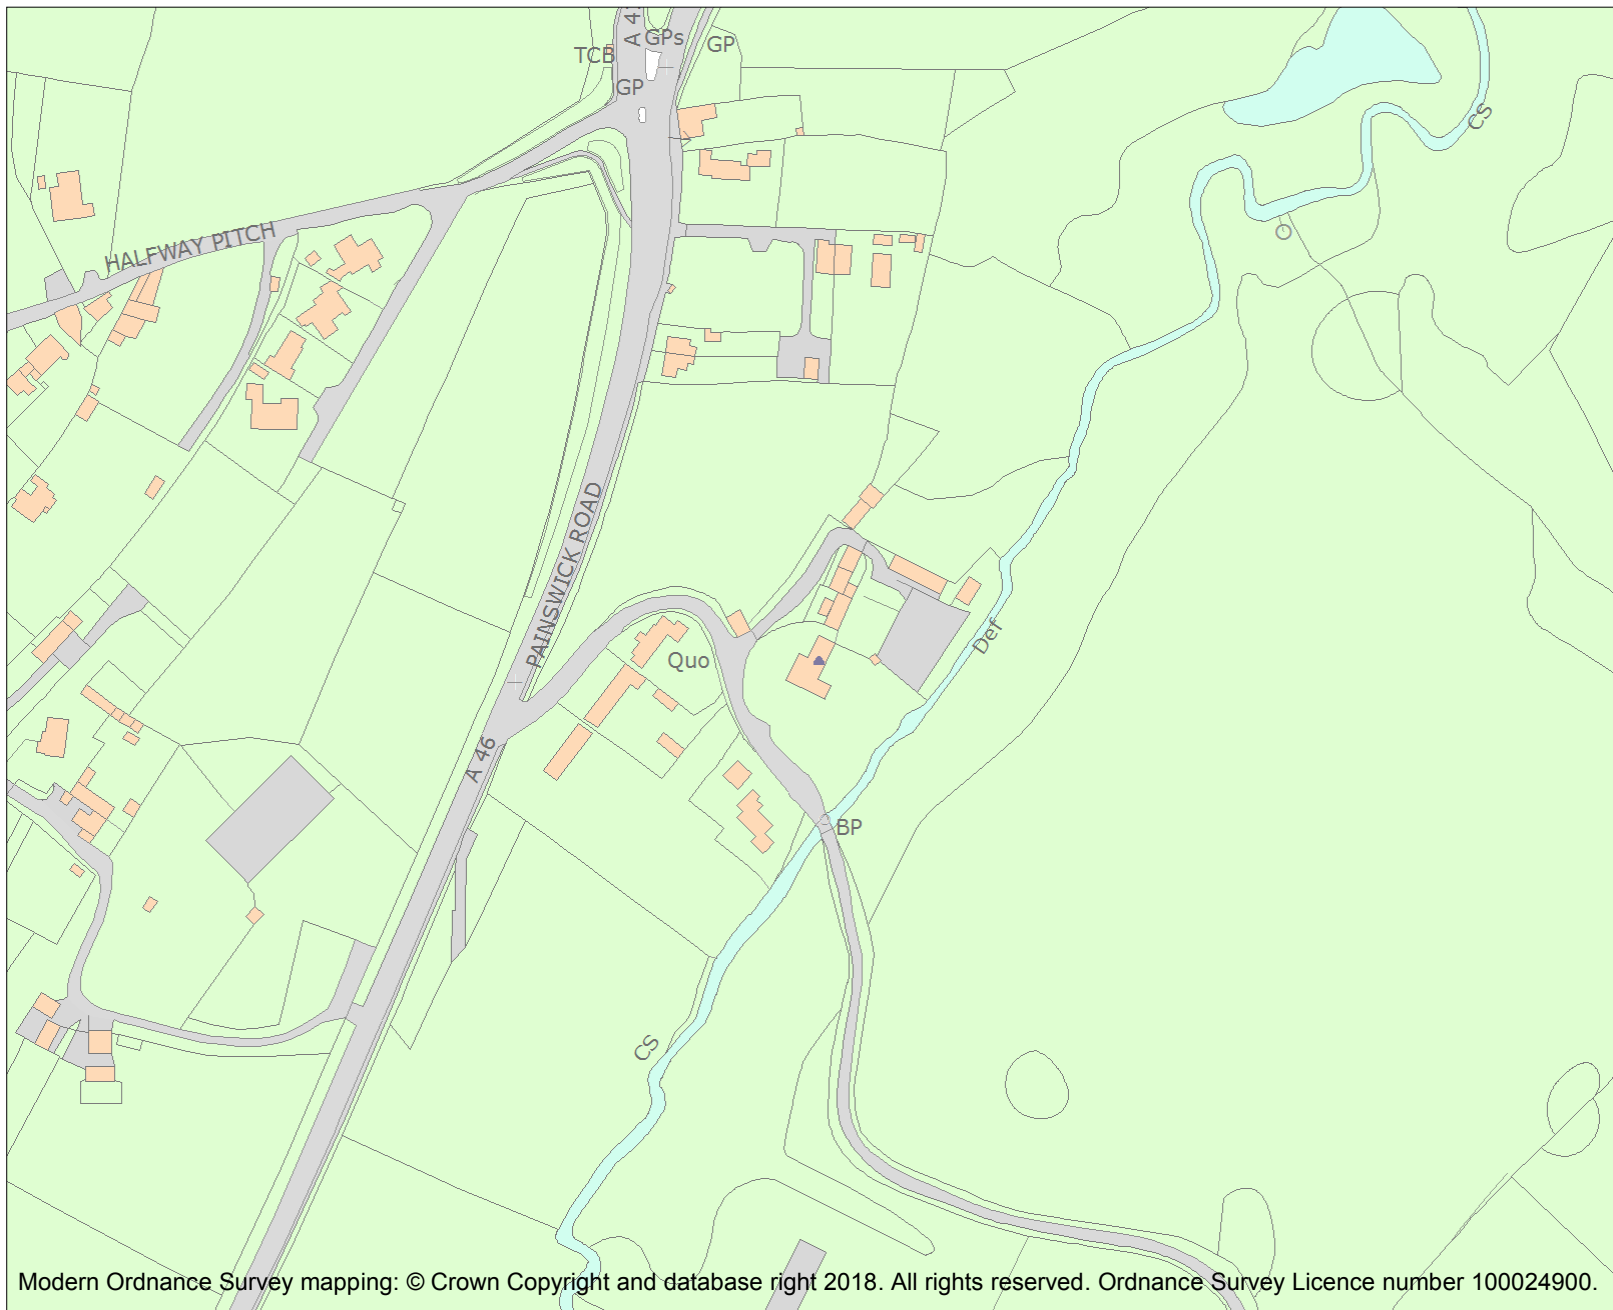 A 4
GPs
GP
TCB
GP
CS
HALFWAY PITCH
PAINSWICK ROAD
Def
Quo
A 46
BP
CS
Modern Ordnance Survey mapping: © Crown Copyright and database right 2018. All rights reserved. Ordnance Survey Licence number 100024900.